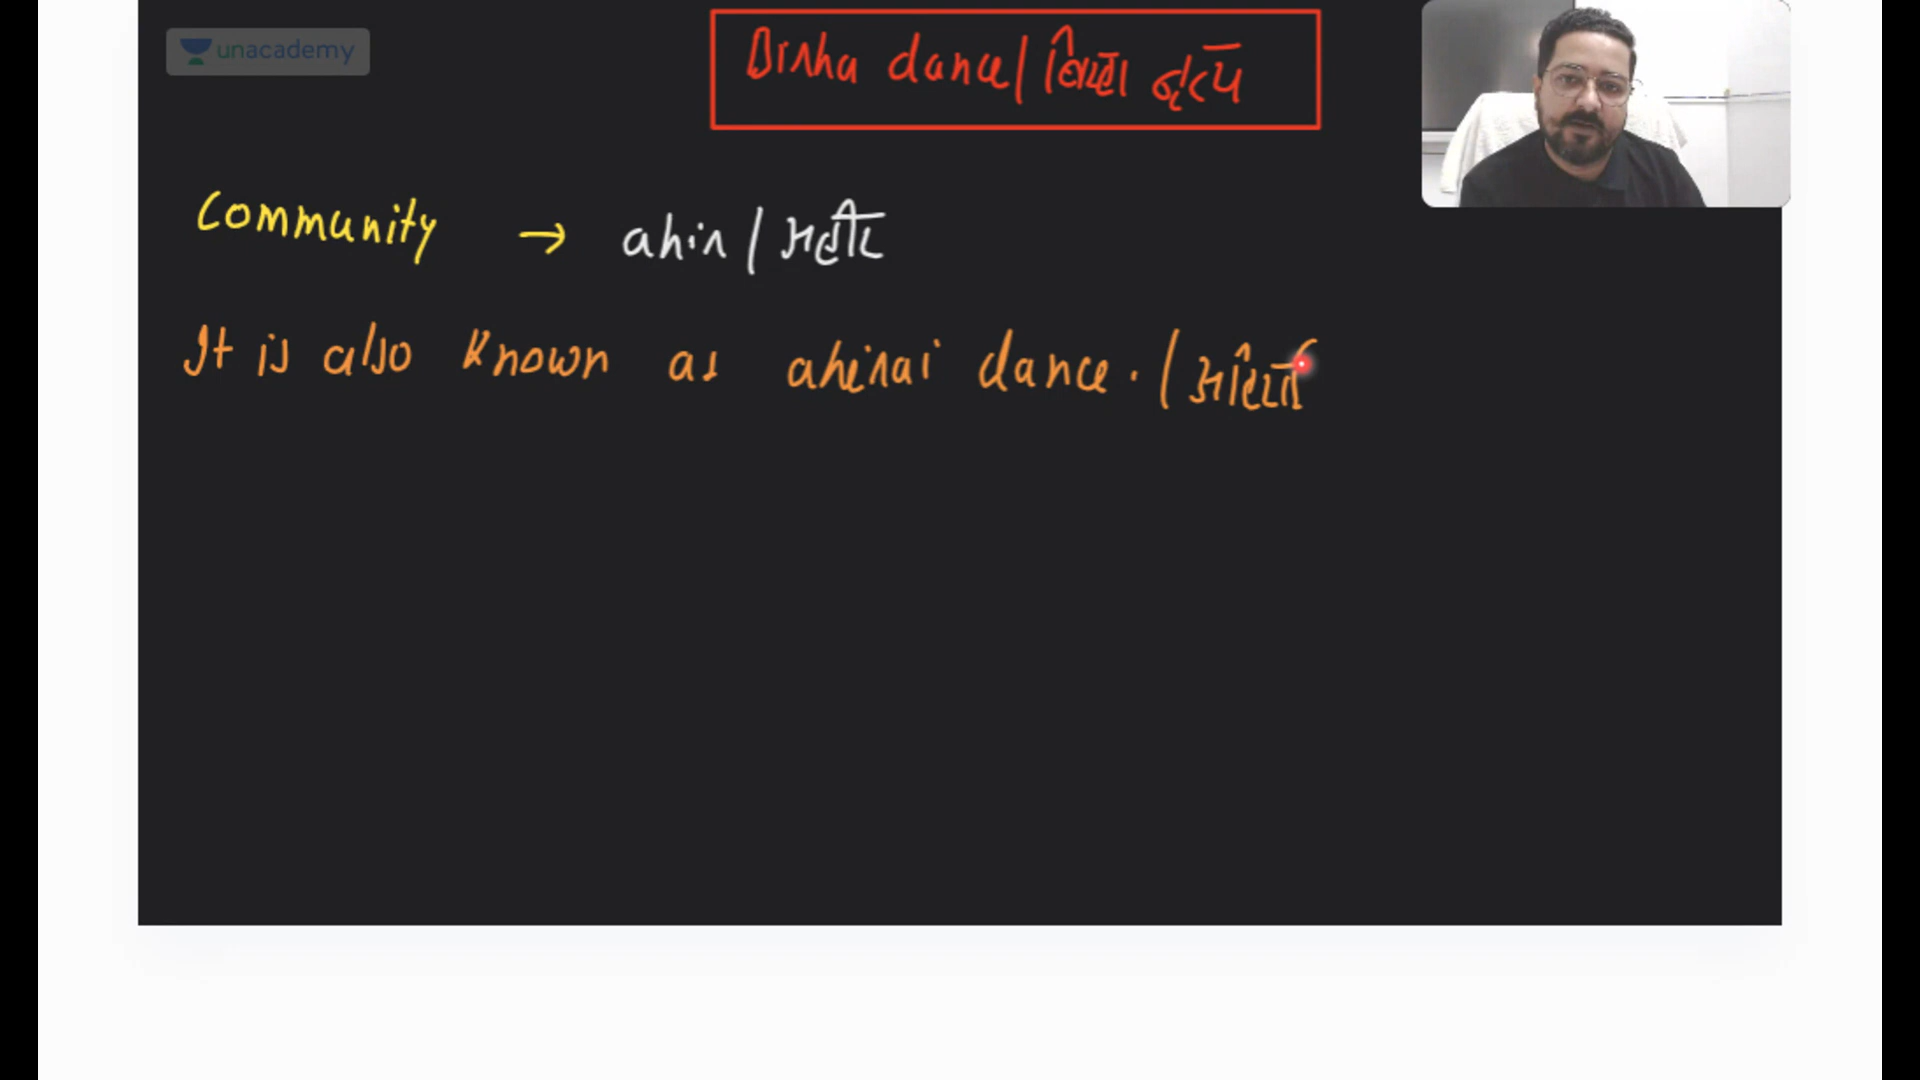 unacademy
Birha dance / बिरहा नृत्य
Community → ahir / अहीर
It is also known as ahirai dance . / अहिराई